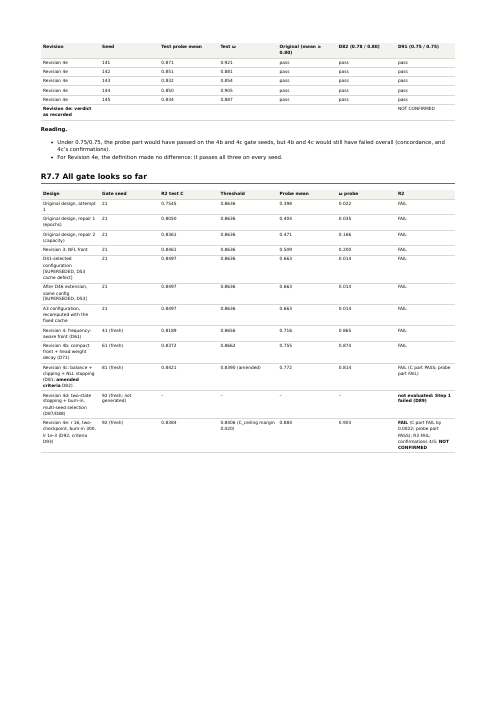 Revision Seed Test probe mean Test ω Original (mean ≥ 0.80) D82 (0.78 / 0.80) D91 (0.75 / 0.75)
Revision 4e 141 0.871 0.921 pass pass pass
Revision 4e 142 0.851 0.881 pass pass pass
Revision 4e 143 0.832 0.854 pass pass pass
Revision 4e 144 0.850 0.905 pass pass pass
Revision 4e 145 0.834 0.887 pass pass pass
Revision 4e: verdict as recorded NOT CONFIRMED
Reading.
• Under 0.75/0.75, the probe part would have passed on the 4b and 4c gate seeds, but 4b and 4c would still have failed overall (concordance, and 4c's confirmations).
• For Revision 4e, the definition made no difference: it passes all three on every seed.
R7.7 All gate looks so far
Design Gate seed R2 test C Threshold Probe mean ω probe R2
Original design, attempt 1 21 0.7545 0.8636 0.398 0.022 FAIL
Original design, repair 1 (epochs) 21 0.8050 0.8636 0.404 0.035 FAIL
Original design, repair 2 (capacity) 21 0.8361 0.8636 0.471 0.166 FAIL
Revision 3: NFL front 21 0.8461 0.8636 0.509 0.200 FAIL
D41-selected configuration [SUPERSEDED, D53 cache defect] 21 0.8497 0.8636 0.663 0.014 FAIL
After D46 extension, same config [SUPERSEDED, D53] 21 0.8497 0.8636 0.663 0.014 FAIL
A3 configuration, recomputed with the fixed cache 21 0.8497 0.8636 0.663 0.014 FAIL
Revision 4: frequency-aware front (D61) 41 (fresh) 0.8189 0.8656 0.716 0.865 FAIL
Revision 4b: compact front + head weight decay (D71) 61 (fresh) 0.8372 0.8662 0.755 0.874 FAIL
Revision 4c: balance + clipping + NLL stopping (D81; amended criteria D82) 81 (fresh) 0.8421 0.8390 (amended) 0.772 0.814 FAIL (C part PASS; probe part FAIL)
Revision 4d: two-state stopping + burn-in, multi-seed selection (D87/D88) 92 (fresh; not generated) – – – – not evaluated: Step 1 failed (D89)
Revision 4e: r 16, two-checkpoint, burn-in 300, lr 1e-3 (D92; criteria D93) 92 (fresh) 0.8384 0.8406 (C_ceiling margin 0.020) 0.884 0.903 FAIL (C part FAIL by 0.0022; probe part PASS); R3 FAIL; confirmations 4/5; NOT CONFIRMED